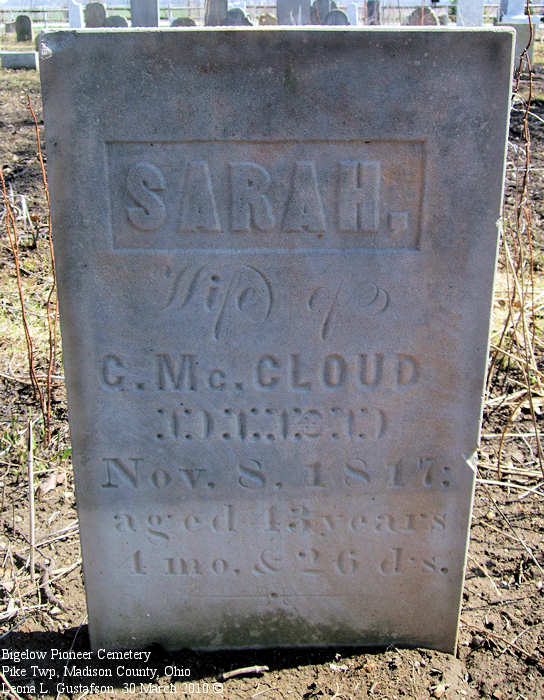 SARAH.
Wife of
C. Mc. CLOUD
DIED
Nov. 8. 1847;
aged 43 years
4 mo. & 26 d's.
Bigelow Pioneer Cemetery
Pike Twp, Madison County, Ohio
Leona L. Gustafson, 30 March 2010 ©